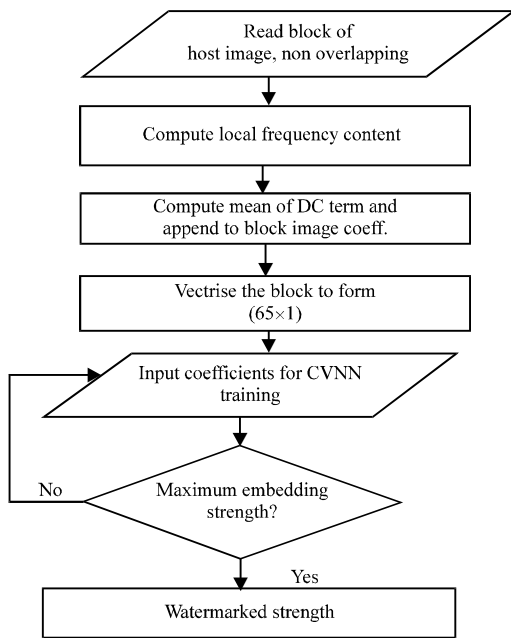 Read block of
host image, non overlapping
Compute local frequency content
Compute mean of DC term and
append to block image coeff.
Vectrise the block to form
(65×1)
Input coefficients for CVNN
training
Maximum embedding
strength?
No
Yes
Watermarked strength